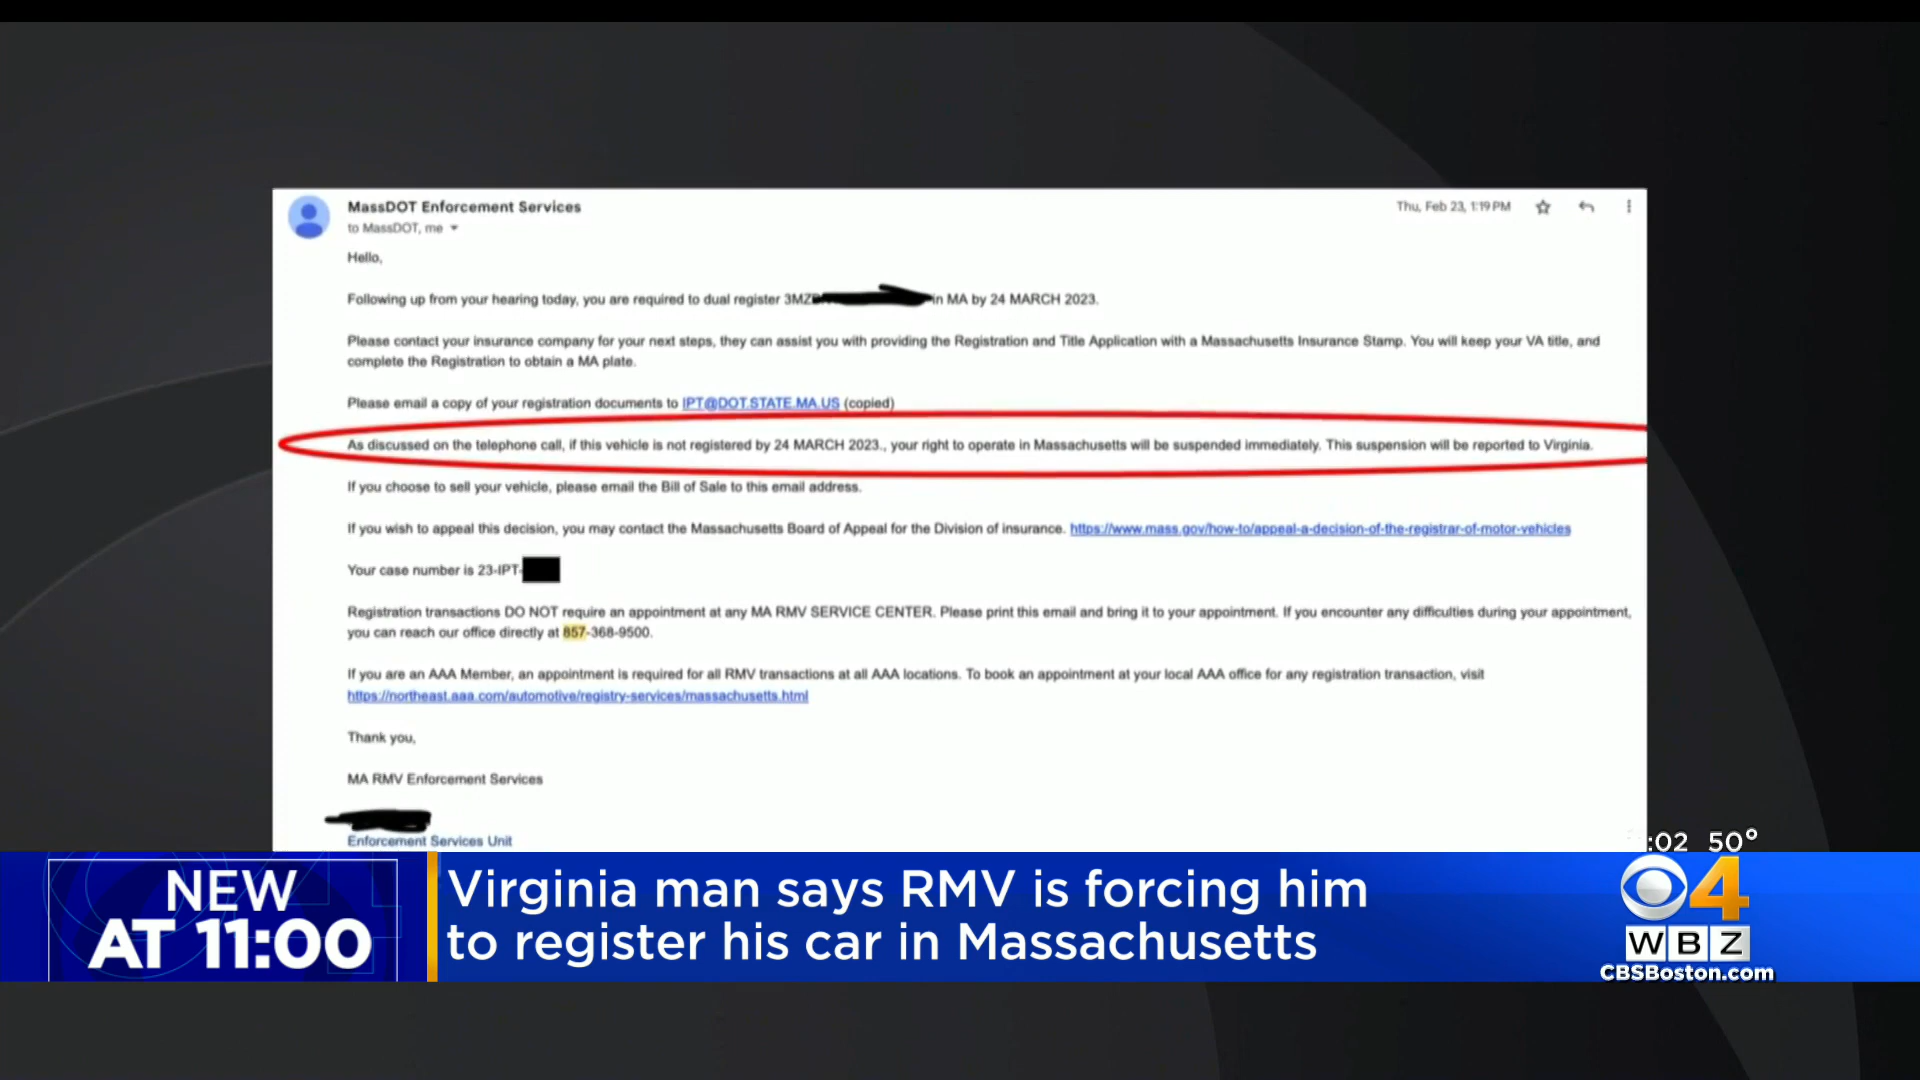 MassDOT Enforcement Services
Thu, Feb 23, 1:19 PM
to MassDOT, me
Hello,
Following up from your hearing today, you are required to dual register 3MZ in MA by 24 MARCH 2023.
Please contact your insurance company for your next steps, they can assist you with providing the Registration and Title Application with a Massachusetts Insurance Stamp. You will keep your VA title, and
complete the Registration to obtain a MA plate.
Please email a copy of your registration documents to IPT@DOT.STATE.MA.US (copied)
As discussed on the telephone call, if this vehicle is not registered by 24 MARCH 2023., your right to operate in Massachusetts will be suspended immediately. This suspension will be reported to Virginia.
If you choose to sell your vehicle, please email the Bill of Sale to this email address.
If you wish to appeal this decision, you may contact the Massachusetts Board of Appeal for the Division of insurance. https://www.mass.gov/how-to/appeal-a-decision-of-the-registrar-of-motor-vehicles
Your case number is 23-IPT-
Registration transactions DO NOT require an appointment at any MA RMV SERVICE CENTER. Please print this email and bring it to your appointment. If you encounter any difficulties during your appointment,
you can reach our office directly at 857-368-9500.
If you are an AAA Member, an appointment is required for all RMV transactions at all AAA locations. To book an appointment at your local AAA office for any registration transaction, visit
https://northeast.aaa.com/automotive/registry-services/massachusetts.html
Thank you,
MA RMV Enforcement Services
Enforcement Services Unit
:02 50°
NEW
AT 11:00
Virginia man says RMV is forcing him
to register his car in Massachusetts
4
WBZ
CBSBoston.com